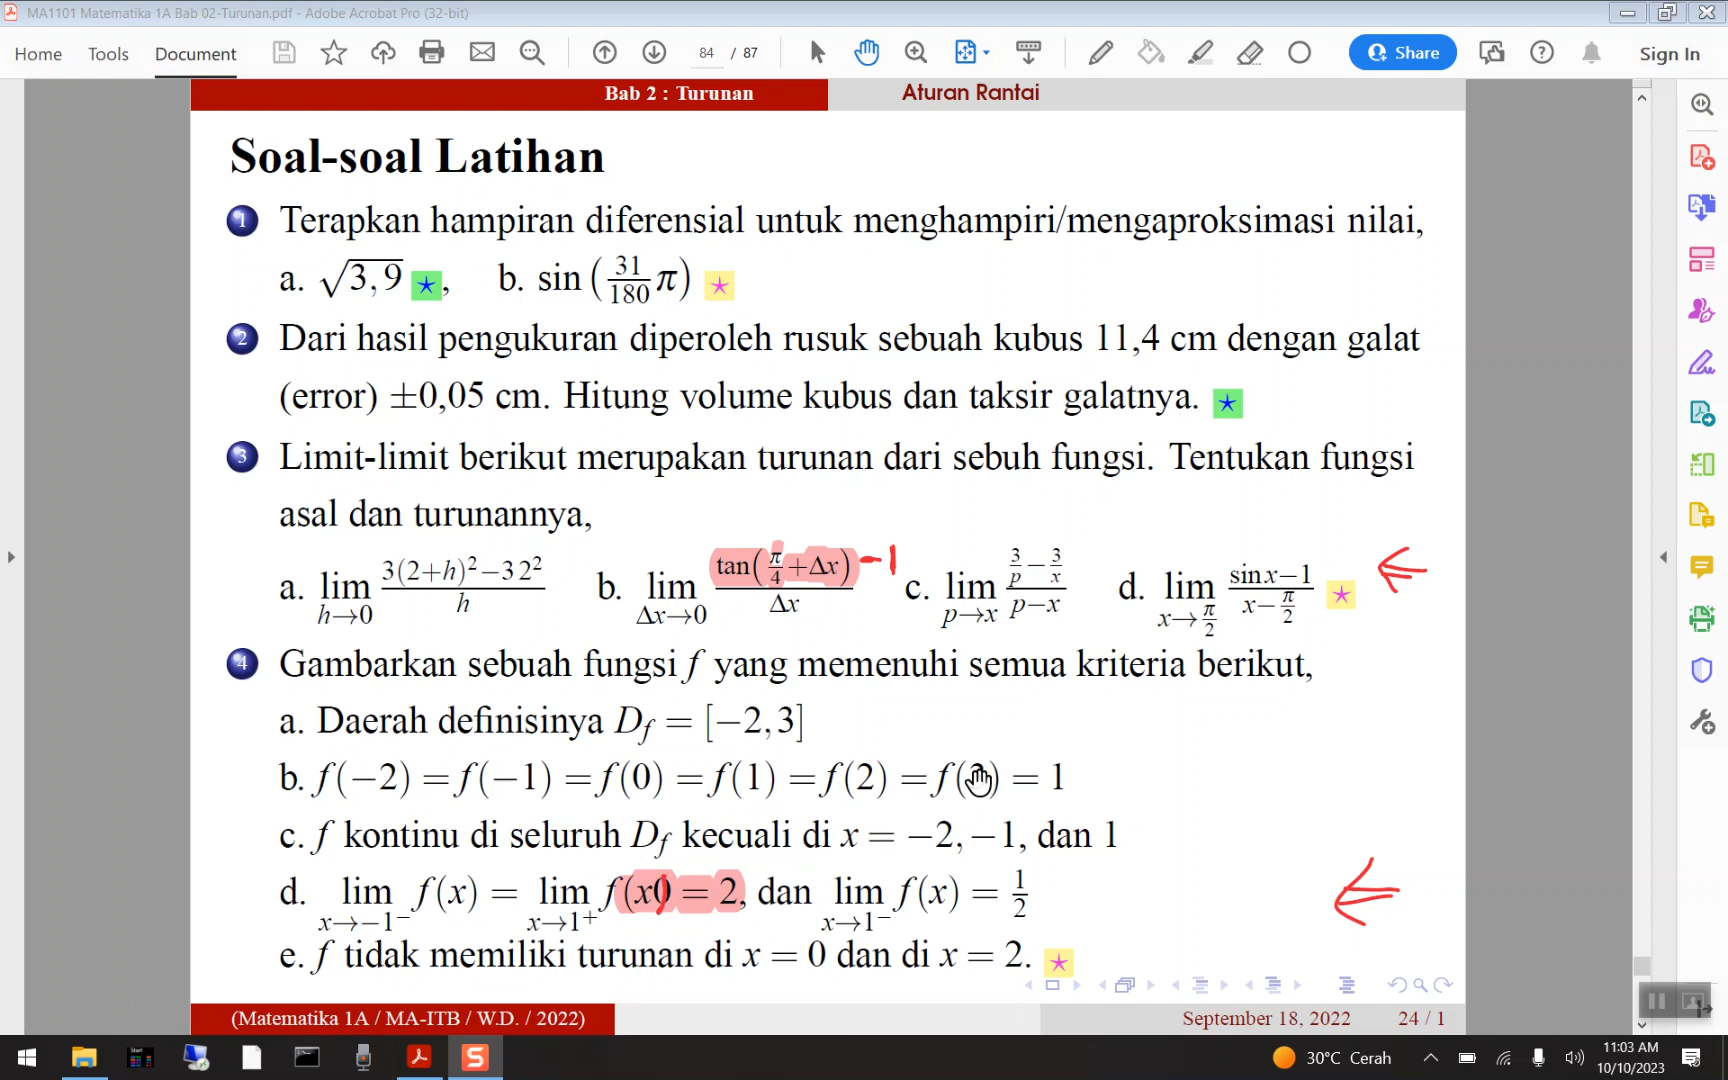 MA1101 Matematika 1A Bab 02-Turunan.pdf - Adobe Acrobat Pro (32-bit)
Home Tools Document 84 / 87 Share Sign In
Bab 2 : Turunan Aturan Rantai
Soal-soal Latihan
1 Terapkan hampiran diferensial untuk menghampiri/mengaproksimasi nilai,
a. √3,9 ⋆, b. sin (31/180 π) ⋆
2 Dari hasil pengukuran diperoleh rusuk sebuah kubus 11,4 cm dengan galat
(error) ±0,05 cm. Hitung volume kubus dan taksir galatnya. ⋆
3 Limit-limit berikut merupakan turunan dari sebuh fungsi. Tentukan fungsi
asal dan turunannya,
a. lim h→0 (3(2+h)² −3 2²)/h b. lim Δx→0 (tan(π/4 +Δx) −1)/Δx c. lim p→x (3/p − 3/x)/(p−x) d. lim x→π/2 (sin x−1)/(x−π/2) ⋆
4 Gambarkan sebuah fungsi f yang memenuhi semua kriteria berikut,
a. Daerah definisinya Df = [−2,3]
b. f(−2) = f(−1) = f(0) = f(1) = f(2) = f( ) = 1
c. f kontinu di seluruh Df kecuali di x = −2, −1, dan 1
d. lim x→−1⁻ f(x) = lim x→1⁺ f(x) = 2, dan lim x→1⁻ f(x) = 1/2
e. f tidak memiliki turunan di x = 0 dan di x = 2. ⋆
(Matematika 1A / MA-ITB / W.D. / 2022) September 18, 2022 24 / 1
30°C Cerah 11:03 AM
10/10/2023